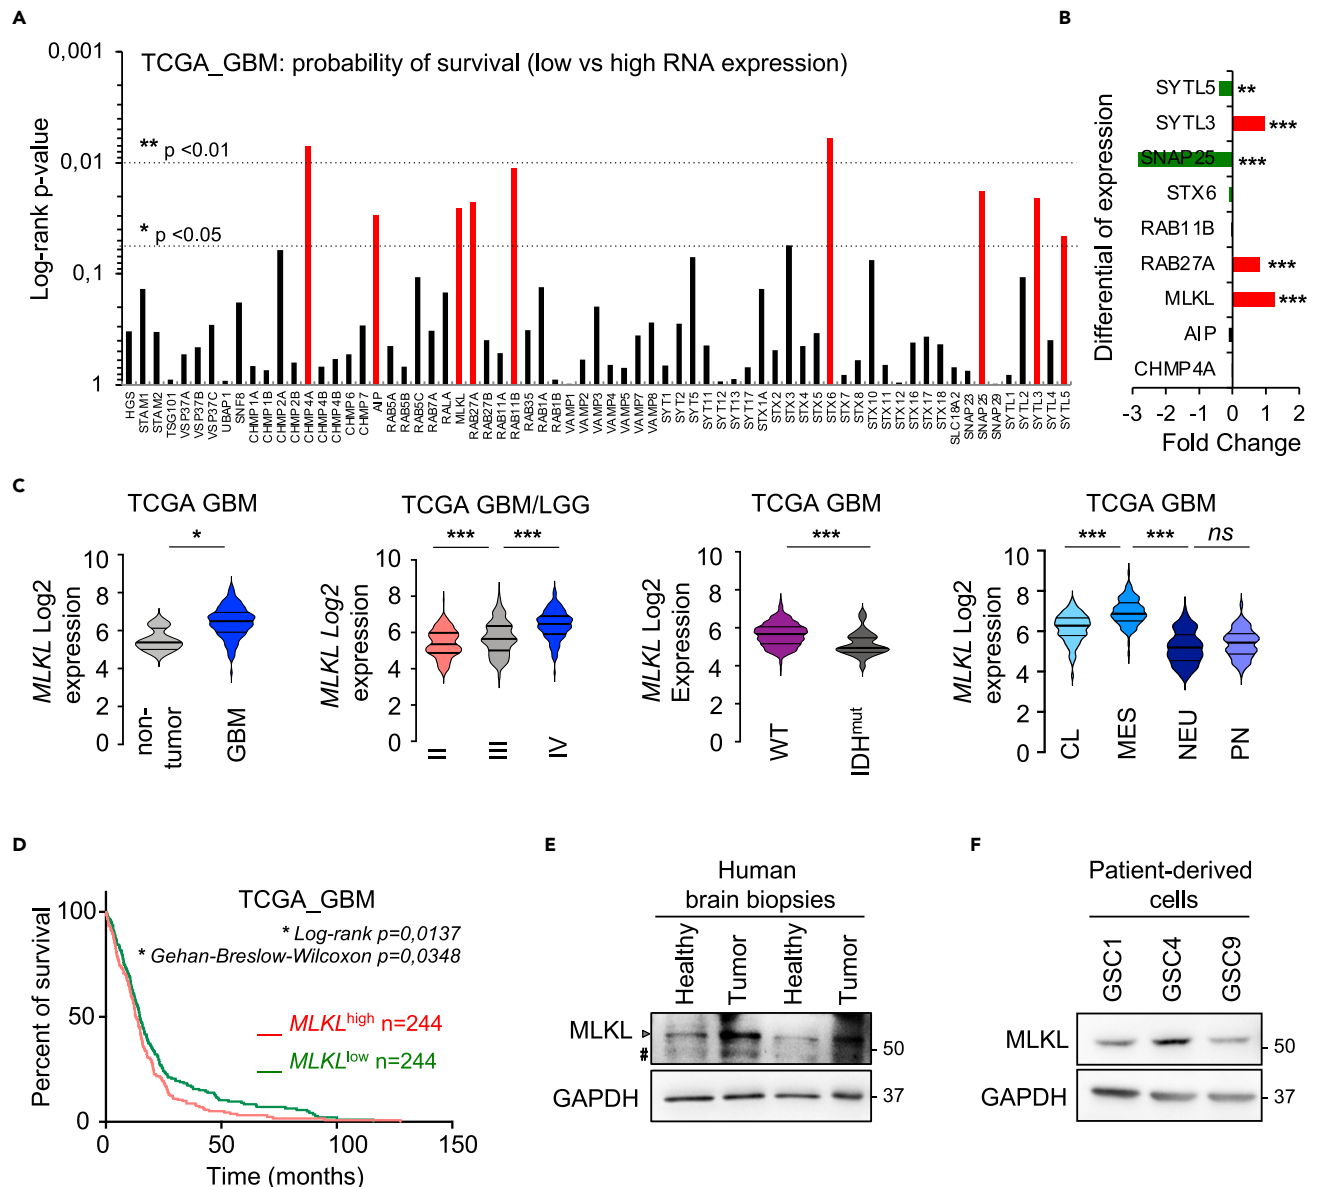 A
TCGA_GBM: probability of survival (low vs high RNA expression)
Log-rank p-value
0,001
0,01
0,1
1
** p <0.01
* p <0.05
HGS
STAM1
STAM2
TSG101
VSP37A
VSP37B
VSP37C
UBAP1
SNF8
CHMP1A
CHMP1B
CHMP2A
CHMP2B
CHMP4A
CHMP4B
CHMP4B
CHMP6
CHMP7
AIP
RAB5A
RAB5B
RAB5C
RAB7A
RALA
MLKL
RAB27A
RAB27B
RAB11A
RAB11B
RAB35
RAB1A
RAB1B
VAMP1
VAMP2
VAMP3
VAMP4
VAMP5
VAMP7
VAMP8
SYT1
SYT2
SYT5
SYT11
SYT12
SYT13
SYT17
STX1A
STX2
STX3
STX4
STX5
STX6
STX7
STX8
STX10
STX11
STX12
STX16
STX17
STX18
SLC18A2
SNAP23
SNAP25
SNAP29
SYTL1
SYTL2
SYTL3
SYTL4
SYTL5
B
Differential of expression
SYTL5
**
SYTL3
***
SNAP25
***
STX6
RAB11B
RAB27A
***
MLKL
***
AIP
CHMP4A
-3 -2 -1 0 1 2
Fold Change
C
TCGA GBM
*
MLKL Log2
expression
10
8
6
4
2
0
non-
tumor
GBM
TCGA GBM/LGG
*** ***
MLKL Log2
expression
10
8
6
4
2
0
II
III
IV
TCGA GBM
***
MLKL Log2
Expression
10
8
6
4
2
0
WT
IDHmut
TCGA GBM
*** *** ns
MLKL Log2
expression
10
8
6
4
2
0
CL
MES
NEU
PN
D
TCGA_GBM
* Log-rank p=0,0137
* Gehan-Breslow-Wilcoxon p=0,0348
MLKLhigh n=244
MLKLlow n=244
Percent of survival
100
50
0
0 50 100 150
Time (months)
E
Human
brain biopsies
Healthy
Tumor
Healthy
Tumor
MLKL
#
50
GAPDH
37
F
Patient-derived
cells
GSC1
GSC4
GSC9
MLKL
50
GAPDH
37